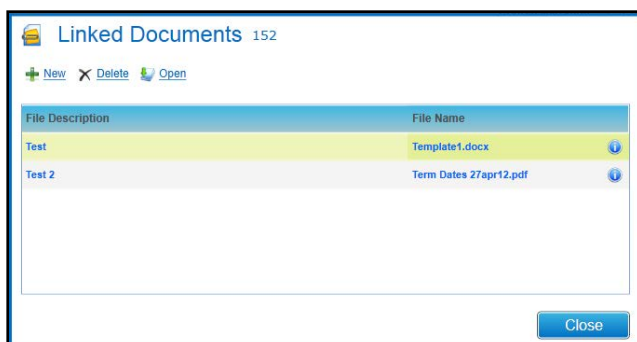 Linked Documents 152
New Delete Open
File Description File Name
Test Template1.docx
Test 2 Term Dates 27apr12.pdf
Close